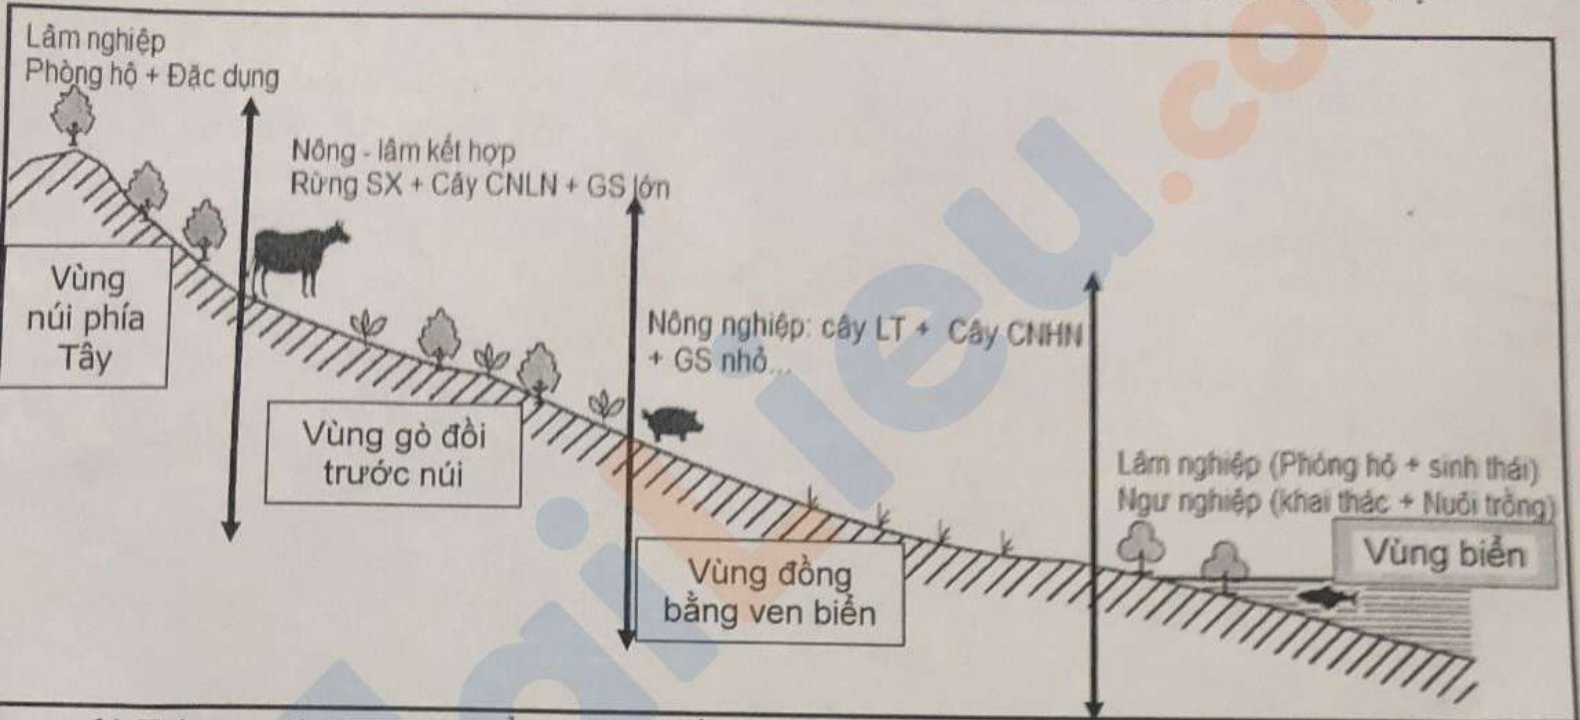 Lâm nghiệp
Phòng hộ + Đặc dụng
Nông - lâm kết hợp
Rừng SX + Cây CNLN + GS lớn
Vùng
núi phía
Tây
Nông nghiệp: cây LT + Cây CNHN
+ GS nhỏ...
Vùng gò đồi
trước núi
Lâm nghiệp (Phòng hộ + sinh thái)
Ngư nghiệp (khai thác + Nuôi trồng)
Vùng biển
Vùng đồng
bằng ven biển
aiLieu.co